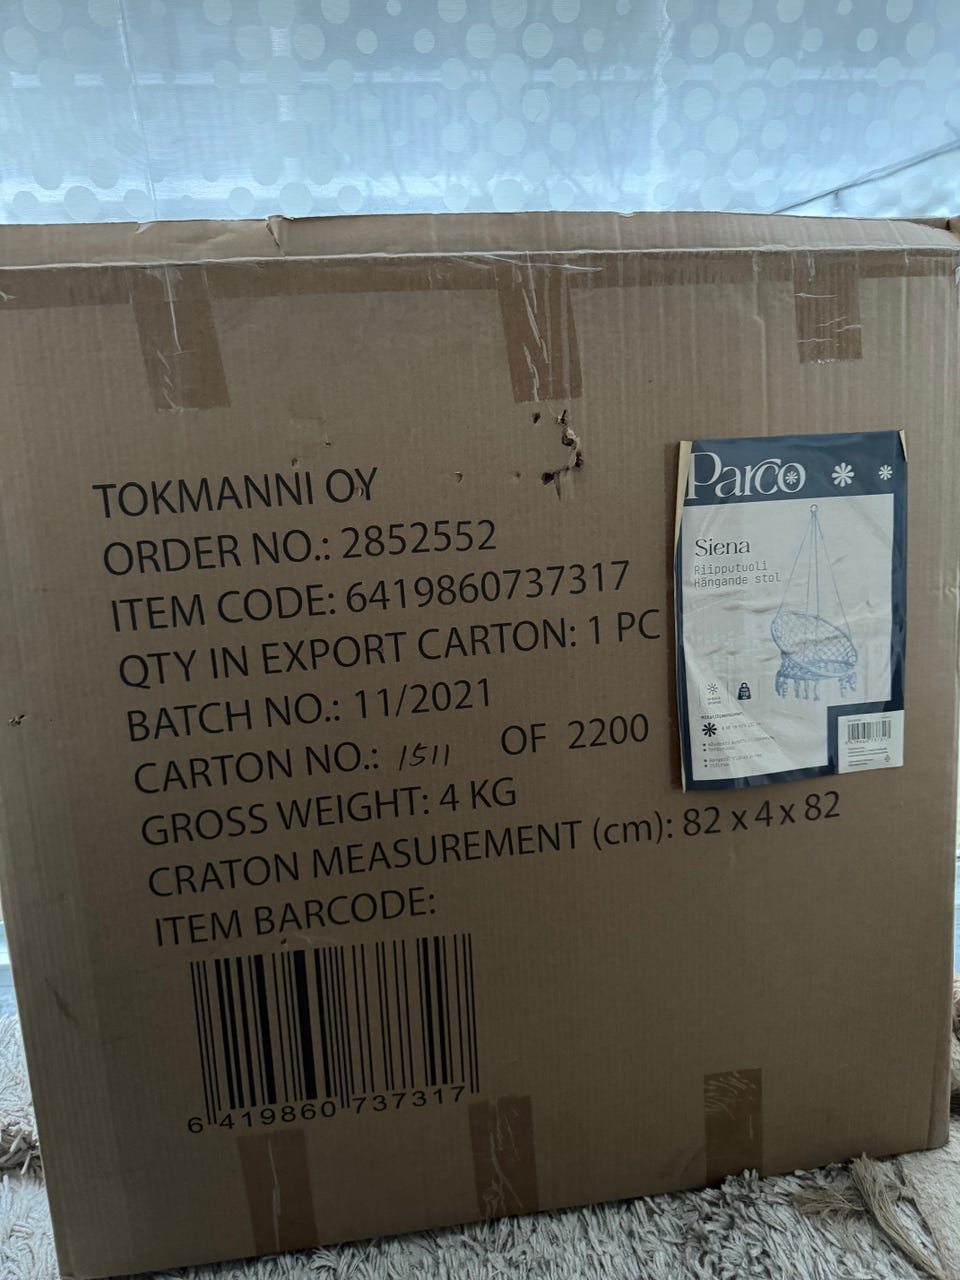 TOKMANNI OY
ORDER NO.: 2852552
ITEM CODE: 6419860737317
QTY IN EXPORT CARTON: 1 PC
BATCH NO.: 11/2021
CARTON NO.: 1511 OF 2200
GROSS WEIGHT: 4 KG
CRATON MEASUREMENT (cm): 82 x 4 x 82
ITEM BARCODE:
6 419860 737317
Parco
Siena
Riipputuoli
Hängande stol